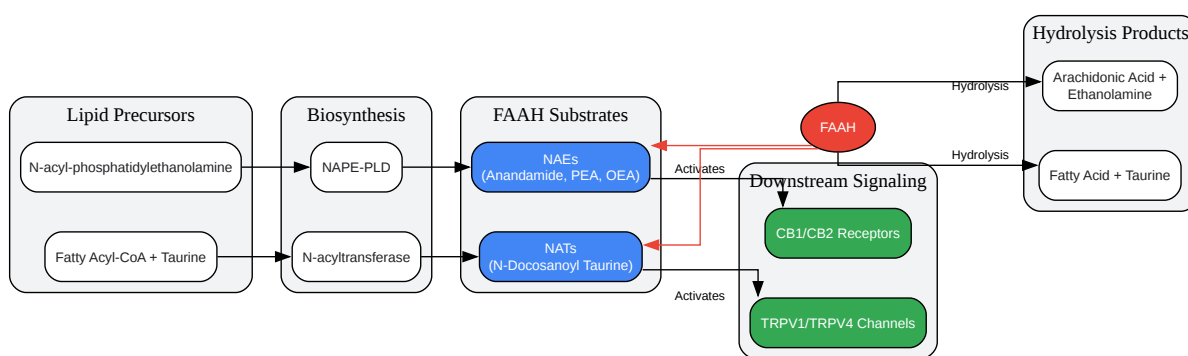 Lipid Precursors
N-acyl-phosphatidylethanolamine
Fatty Acyl-CoA + Taurine
Biosynthesis
NAPE-PLD
N-acyltransferase
FAAH Substrates
NAEs
(Anandamide, PEA, OEA)
NATs
(N-Docosanoyl Taurine)
Activates
Activates
FAAH
Downstream Signaling
CB1/CB2 Receptors
TRPV1/TRPV4 Channels
Hydrolysis
Hydrolysis
Hydrolysis Products
Arachidonic Acid +
Ethanolamine
Fatty Acid + Taurine